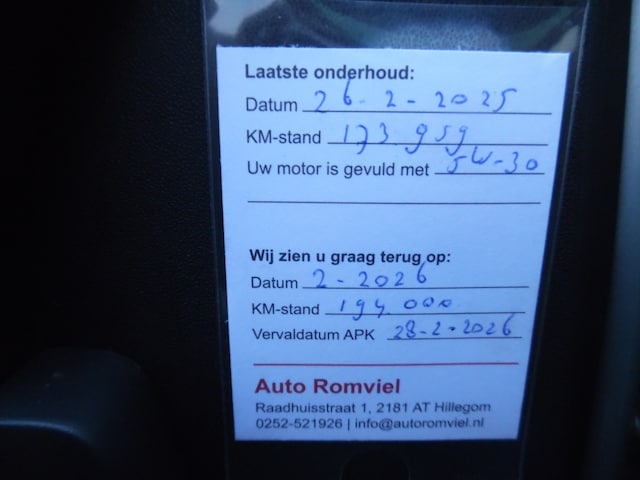 Laatste onderhoud:
Datum 26-2-2025
KM-stand 173.959
Uw motor is gevuld met 5W-30
Wij zien u graag terug op:
Datum 2-2026
KM-stand 194.000
Vervaldatum APK 28-2-2026
Auto Romviel
Raadhuisstraat 1, 2181 AT Hillegom
0252-521926 | info@autoromviel.nl